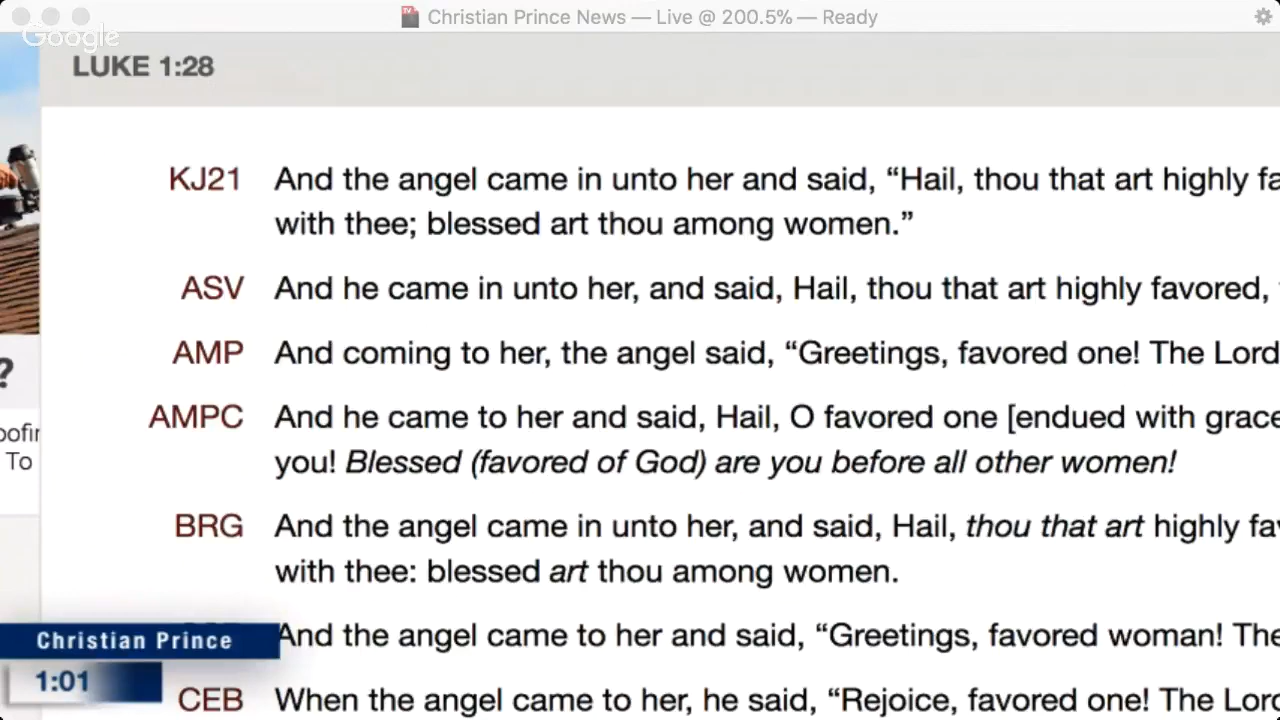 Christian Prince News — Live @ 200.5% — Ready
Google
LUKE 1:28
KJ21 And the angel came in unto her and said, “Hail, thou that art highly fa
with thee; blessed art thou among women.”
ASV And he came in unto her, and said, Hail, thou that art highly favored,
AMP And coming to her, the angel said, “Greetings, favored one! The Lord
AMPC And he came to her and said, Hail, O favored one [endued with grace
you! Blessed (favored of God) are you before all other women!
BRG And the angel came in unto her, and said, Hail, thou that art highly fav
with thee: blessed art thou among women.
And the angel came to her and said, “Greetings, favored woman! The
CEB When the angel came to her, he said, “Rejoice, favored one! The Lord
?
To
Christian Prince
1:01